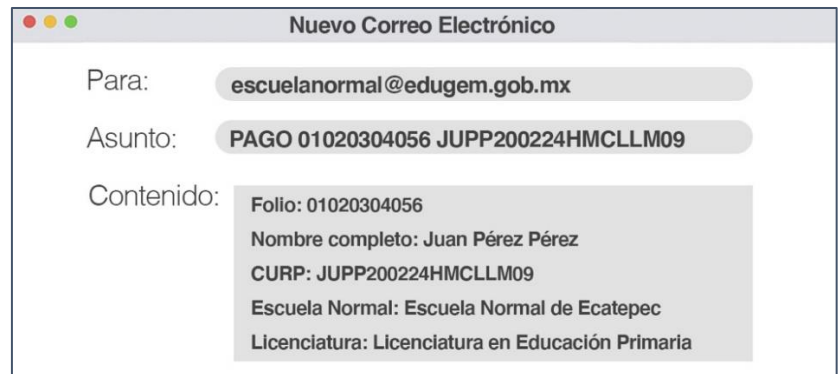 Nuevo Correo Electrónico
Para: escuelanormal@edugem.gob.mx
Asunto: PAGO 01020304056 JUPP200224HMCLLM09
Contenido:
Folio: 01020304056
Nombre completo: Juan Pérez Pérez
CURP: JUPP200224HMCLLM09
Escuela Normal: Escuela Normal de Ecatepec
Licenciatura: Licenciatura en Educación Primaria